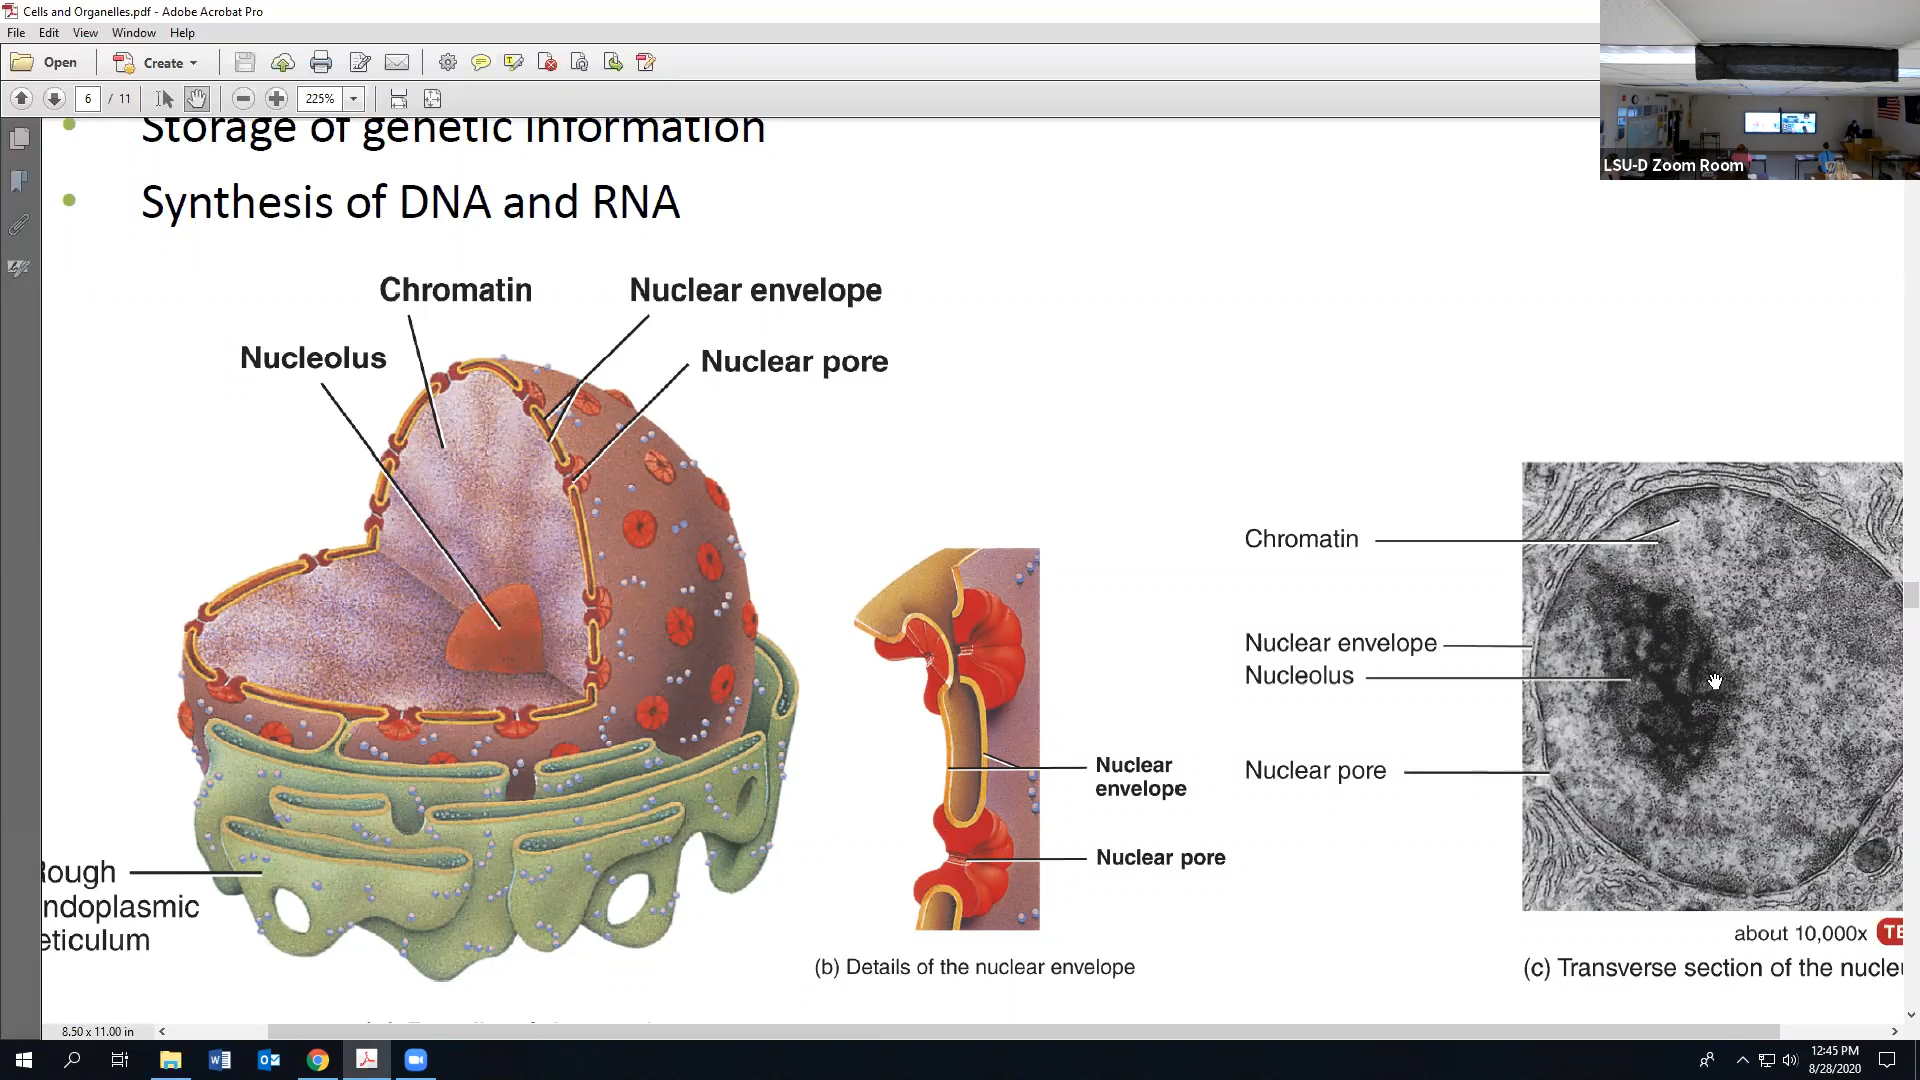 Cells and Organelles.pdf - Adobe Acrobat Pro
File Edit View Window Help
Open Create
6 / 11 225%
LSU-D Zoom Room
Storage of genetic information
Synthesis of DNA and RNA
Chromatin
Nuclear envelope
Nucleolus
Nuclear pore
Rough
ndoplasmic
eticulum
Nuclear
envelope
Nuclear pore
(b) Details of the nuclear envelope
Chromatin
Nuclear envelope
Nucleolus
Nuclear pore
about 10,000x TE
(c) Transverse section of the nucle
8.50 x 11.00 in
12:45 PM
8/28/2020